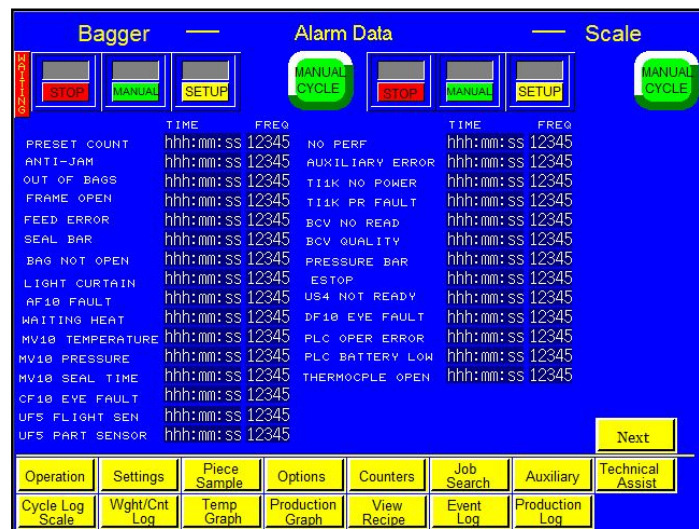 Bagger — Alarm Data — Scale
WAITING
STOP MANUAL SETUP MANUAL CYCLE STOP MANUAL SETUP MANUAL CYCLE
TIME FREQ TIME FREQ
PRESET COUNT hhh:mm:ss 12345 NO PERF hhh:mm:ss 12345
ANTI-JAM hhh:mm:ss 12345 AUXILIARY ERROR hhh:mm:ss 12345
OUT OF BAGS hhh:mm:ss 12345 TI1K NO POWER hhh:mm:ss 12345
FRAME OPEN hhh:mm:ss 12345 TI1K PR FAULT hhh:mm:ss 12345
FEED ERROR hhh:mm:ss 12345 BCV NO READ hhh:mm:ss 12345
SEAL BAR hhh:mm:ss 12345 BCV QUALITY hhh:mm:ss 12345
BAG NOT OPEN hhh:mm:ss 12345 PRESSURE BAR hhh:mm:ss 12345
LIGHT CURTAIN hhh:mm:ss 12345 ESTOP hhh:mm:ss 12345
AF10 FAULT hhh:mm:ss 12345 US4 NOT READY hhh:mm:ss 12345
WAITING HEAT hhh:mm:ss 12345 DF10 EYE FAULT hhh:mm:ss 12345
MV10 TEMPERATURE hhh:mm:ss 12345 PLC OPER ERROR hhh:mm:ss 12345
MV10 PRESSURE hhh:mm:ss 12345 PLC BATTERY LOW hhh:mm:ss 12345
MV10 SEAL TIME hhh:mm:ss 12345 THERMOCPLE OPEN hhh:mm:ss 12345
CF10 EYE FAULT hhh:mm:ss 12345
UF5 FLIGHT SEN hhh:mm:ss 12345
UF5 PART SENSOR hhh:mm:ss 12345
Next
Operation Settings Piece Sample Options Counters Job Search Auxiliary Technical Assist
Cycle Log Scale Wght/Cnt Log Temp Graph Production Graph View Recipe Event Log Production Log